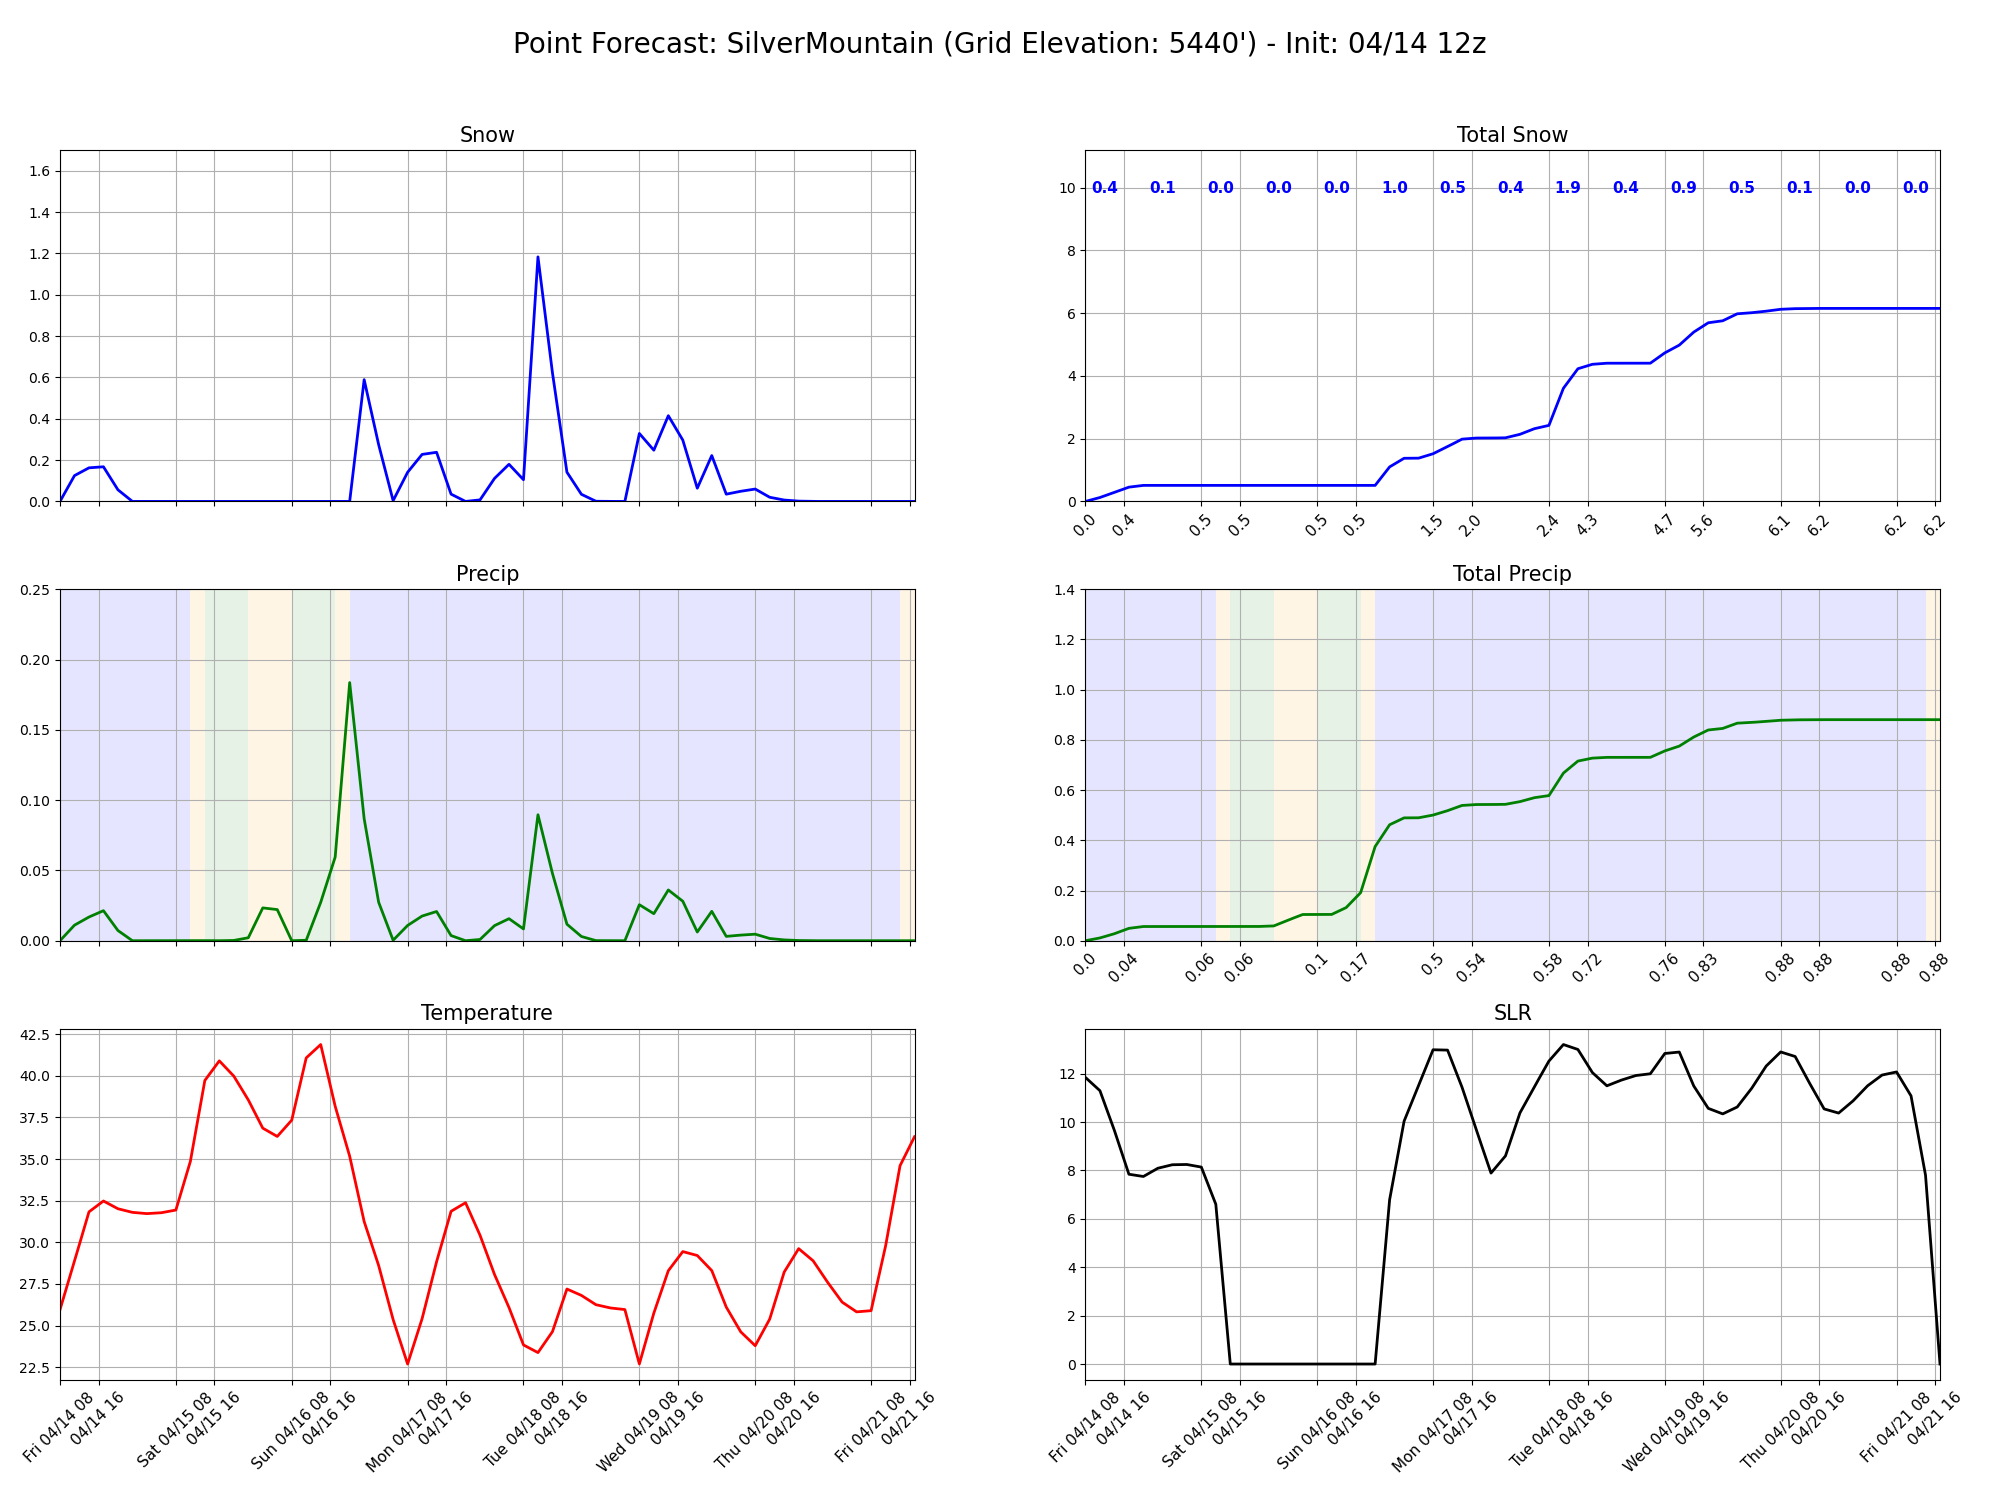 Point Forecast: SilverMountain (Grid Elevation: 5440') - Init: 04/14 12z
Snow
1.6
1.4
1.2
1.0
0.8
0.6
0.4
0.2
0.0
Total Snow
10
8
6
4
2
0
0.4 0.1 0.0 0.0 0.0 1.0 0.5 0.4 1.9 0.4 0.9 0.5 0.1 0.0 0.0
0.0 0.4 0.5 0.5 0.5 0.5 1.5 2.0 2.4 4.3 4.7 5.6 6.1 6.2 6.2 6.2
Precip
0.25
0.20
0.15
0.10
0.05
0.00
Total Precip
1.4
1.2
1.0
0.8
0.6
0.4
0.2
0.0
0.0 0.04 0.06 0.06 0.1 0.17 0.5 0.54 0.58 0.72 0.76 0.83 0.88 0.88 0.88 0.88
Temperature
42.5
40.0
37.5
35.0
32.5
30.0
27.5
25.0
22.5
Fri 04/14 08
04/14 16
Sat 04/15 08
04/15 16
Sun 04/16 08
04/16 16
Mon 04/17 08
04/17 16
Tue 04/18 08
04/18 16
Wed 04/19 08
04/19 16
Thu 04/20 08
04/20 16
Fri 04/21 08
04/21 16
SLR
12
10
8
6
4
2
0
Fri 04/14 08
04/14 16
Sat 04/15 08
04/15 16
Sun 04/16 08
04/16 16
Mon 04/17 08
04/17 16
Tue 04/18 08
04/18 16
Wed 04/19 08
04/19 16
Thu 04/20 08
04/20 16
Fri 04/21 08
04/21 16